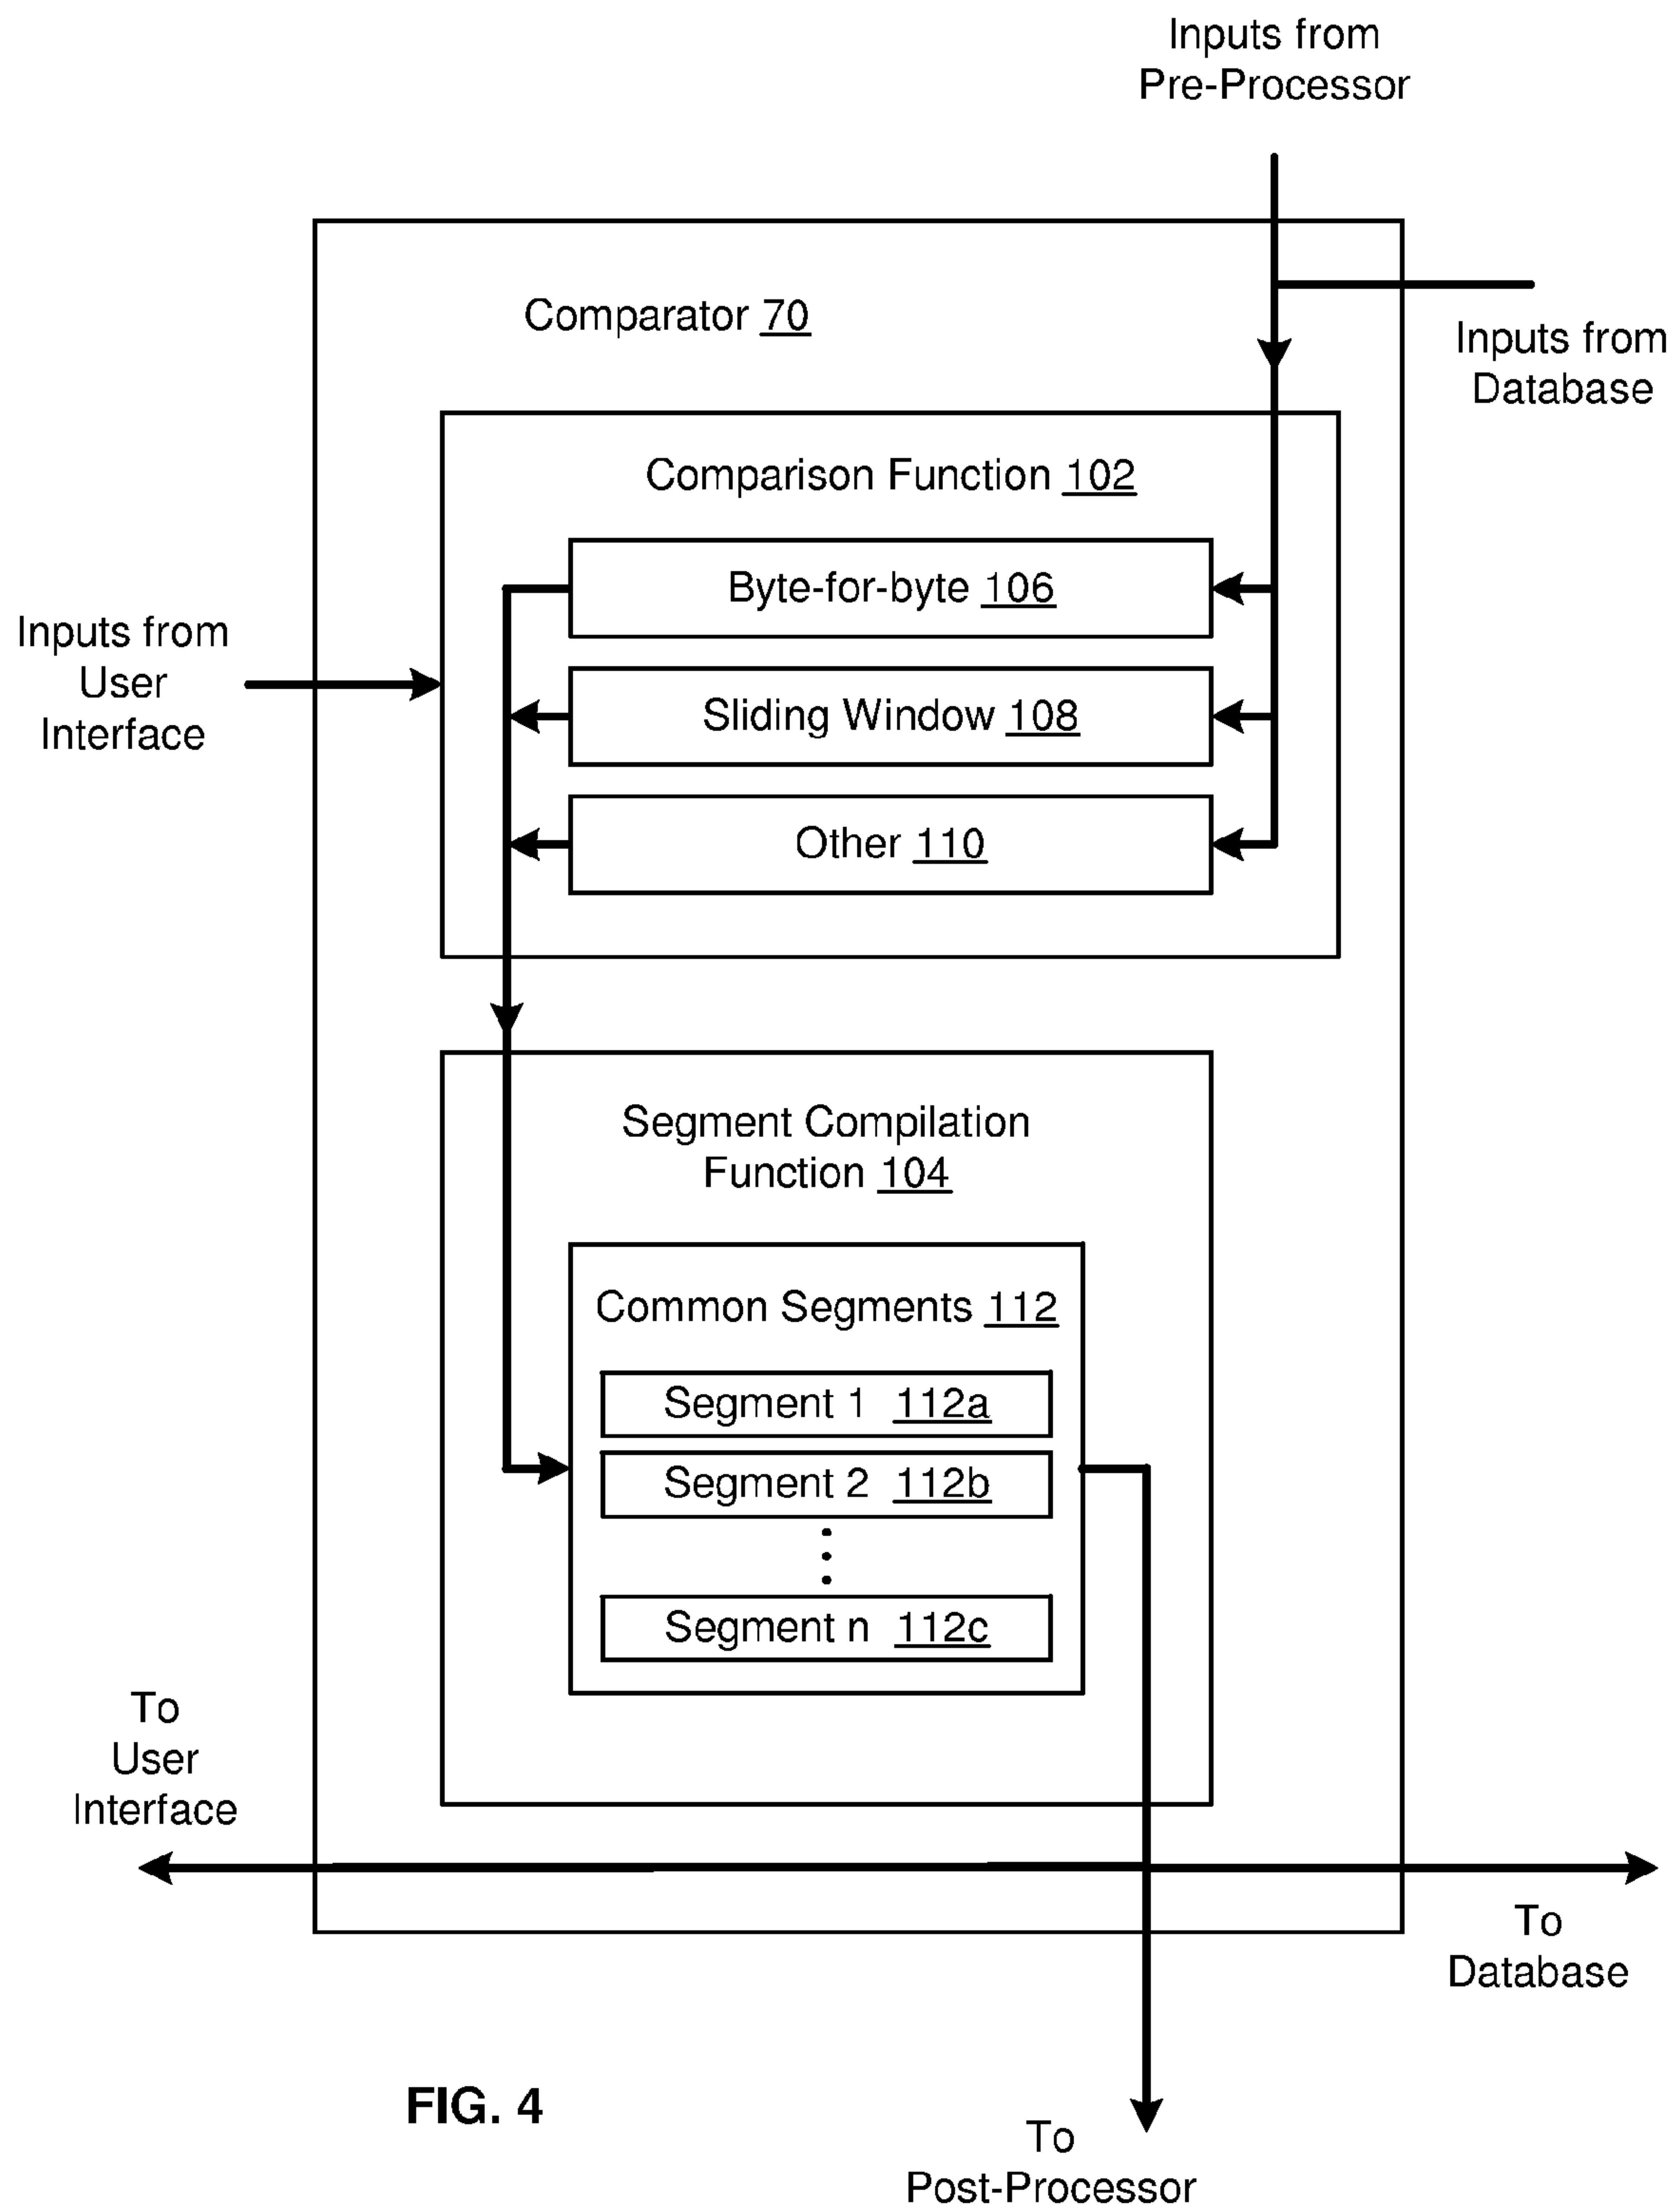 Inputs from
Pre-Processor
Comparator 70
Inputs from
Database
Comparison Function 102
Byte-for-byte 106
Inputs from
User
Interface
Sliding Window 108
Other 110
Segment Compilation
Function 104
Common Segments 112
Segment 1 112a
Segment 2 112b
Segment n 112c
To
User
Interface
To
Database
FIG. 4
To
Post-Processor